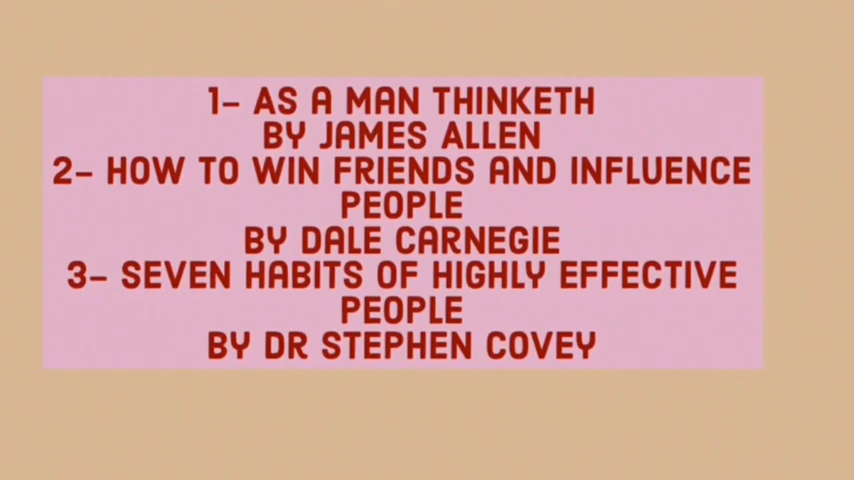 1- AS A MAN THINKETH
BY JAMES ALLEN
2- HOW TO WIN FRIENDS AND INFLUENCE
PEOPLE
BY DALE CARNEGIE
3- SEVEN HABITS OF HIGHLY EFFECTIVE
PEOPLE
BY DR STEPHEN COVEY